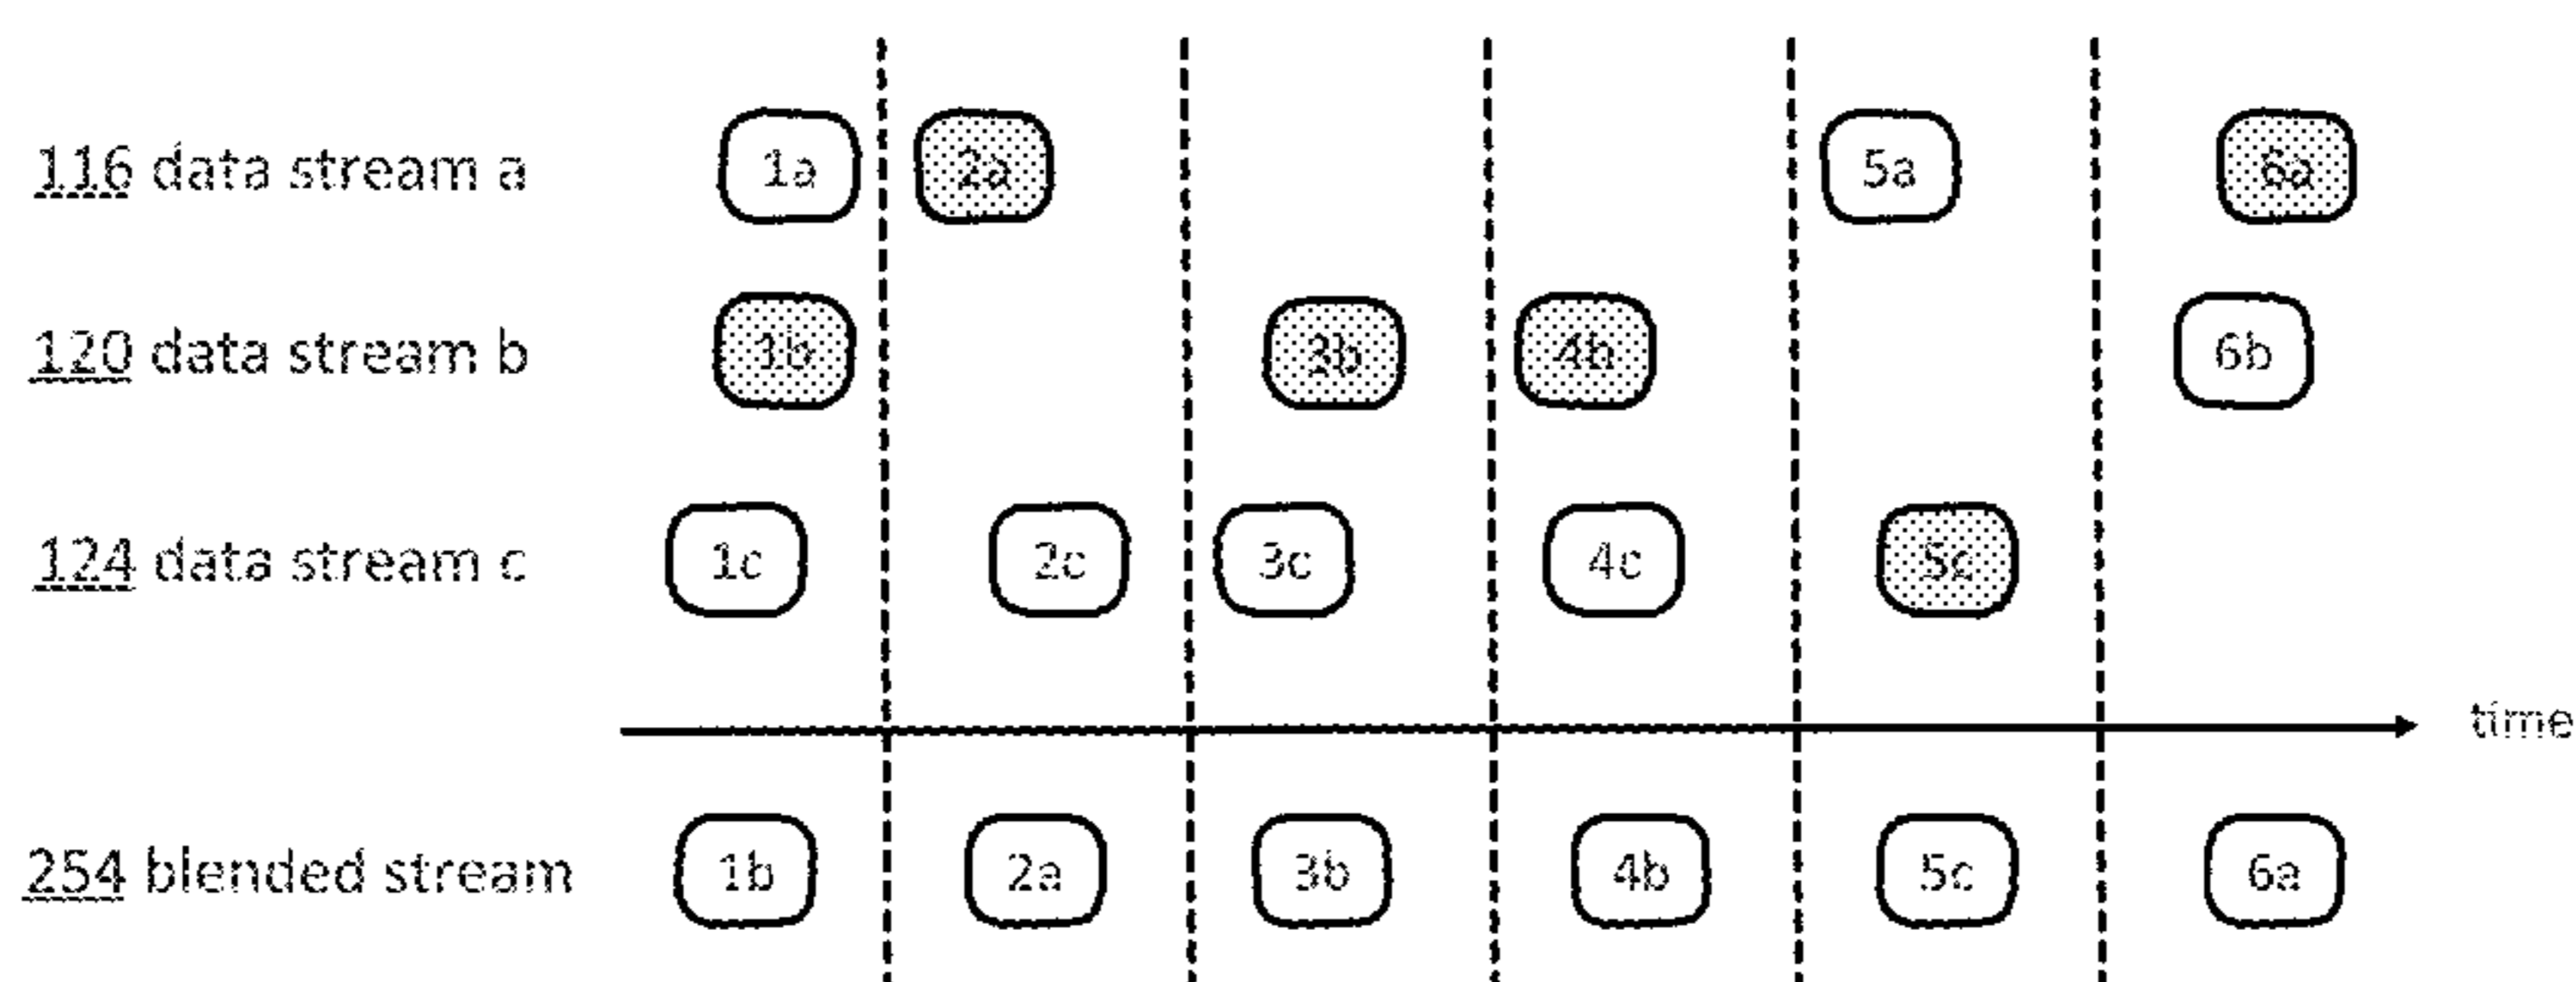 116 data stream a 1a 2a 5a 6a
120 data stream b 1b 3b 4b 6b
124 data stream c 1c 2c 3c 4c 5c
time
254 blended stream 1b 2a 3b 4b 5c 6a